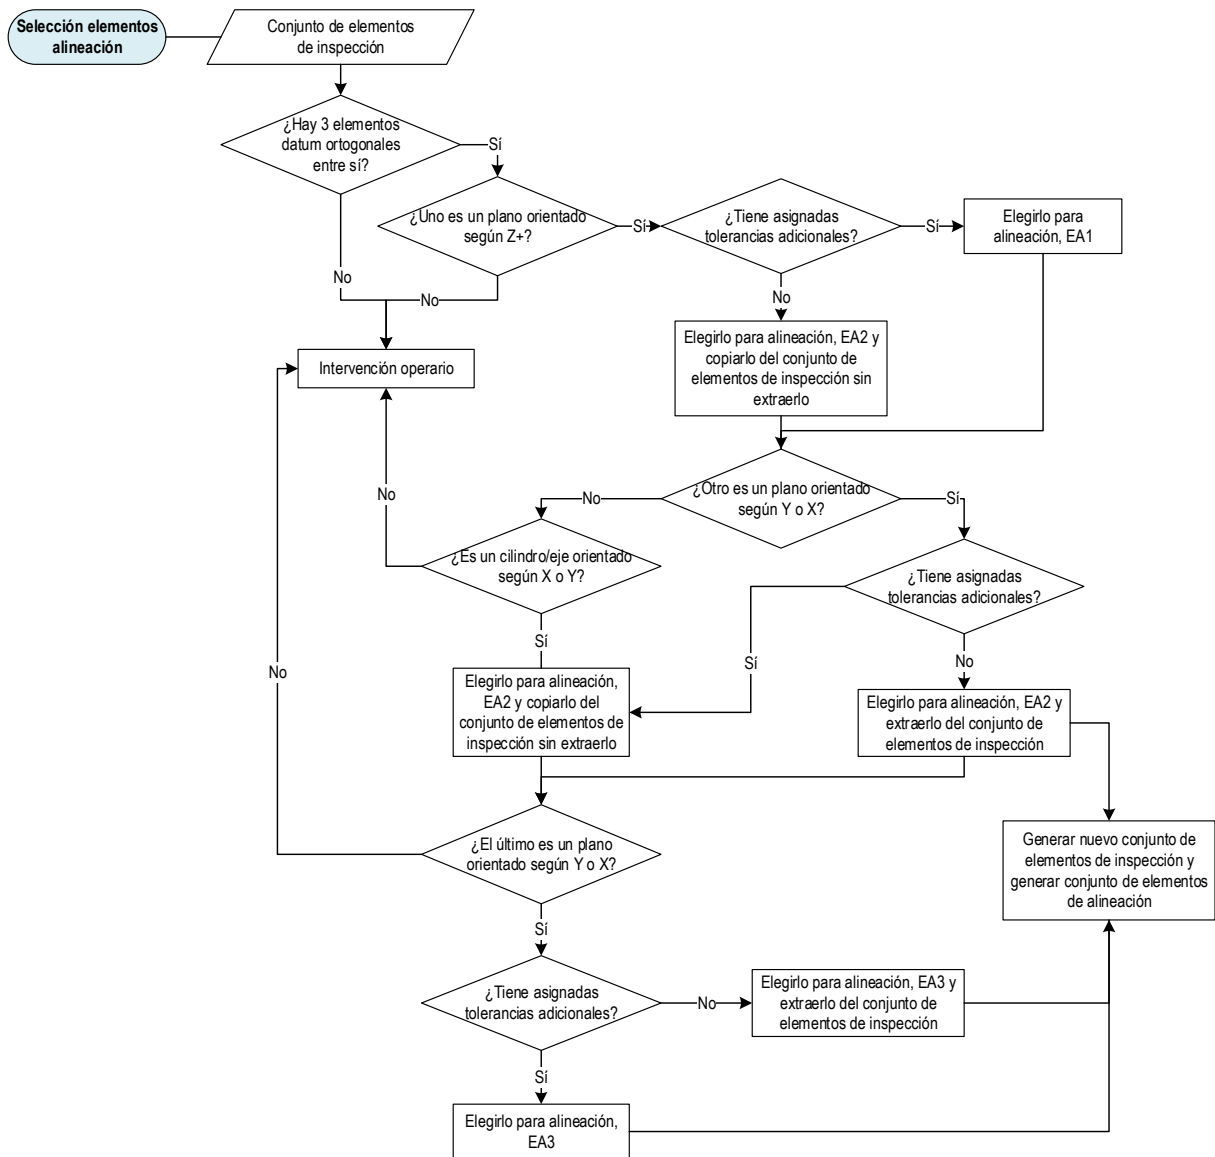 Selección elementos
alineación
Conjunto de elementos
de inspección
¿Hay 3 elementos
datum ortogonales
entre sí?
Sí
¿Uno es un plano orientado
según Z+?
Sí
¿Tiene asignadas
tolerancias adicionales?
Sí
Elegirlo para
alineación, EA1
No
No
No
Elegirlo para alineación, EA2 y
copiarlo del conjunto de
elementos de inspección sin
extraerlo
Intervención operario
¿Otro es un plano orientado
según Y o X?
No
Sí
No
¿Es un cilindro/eje orientado
según X o Y?
¿Tiene asignadas
tolerancias adicionales?
Sí
Sí
No
No
Elegirlo para alineación,
EA2 y copiarlo del
conjunto de elementos de
inspección sin extraerlo
Elegirlo para alineación, EA2 y
extraerlo del conjunto de
elementos de inspección
¿El último es un plano
orientado según Y o X?
Generar nuevo conjunto de
elementos de inspección y
generar conjunto de elementos
de alineación
Sí
¿Tiene asignadas
tolerancias adicionales?
No
Elegirlo para alineación, EA3 y
extraerlo del conjunto de
elementos de inspección
Sí
Elegirlo para alineación,
EA3